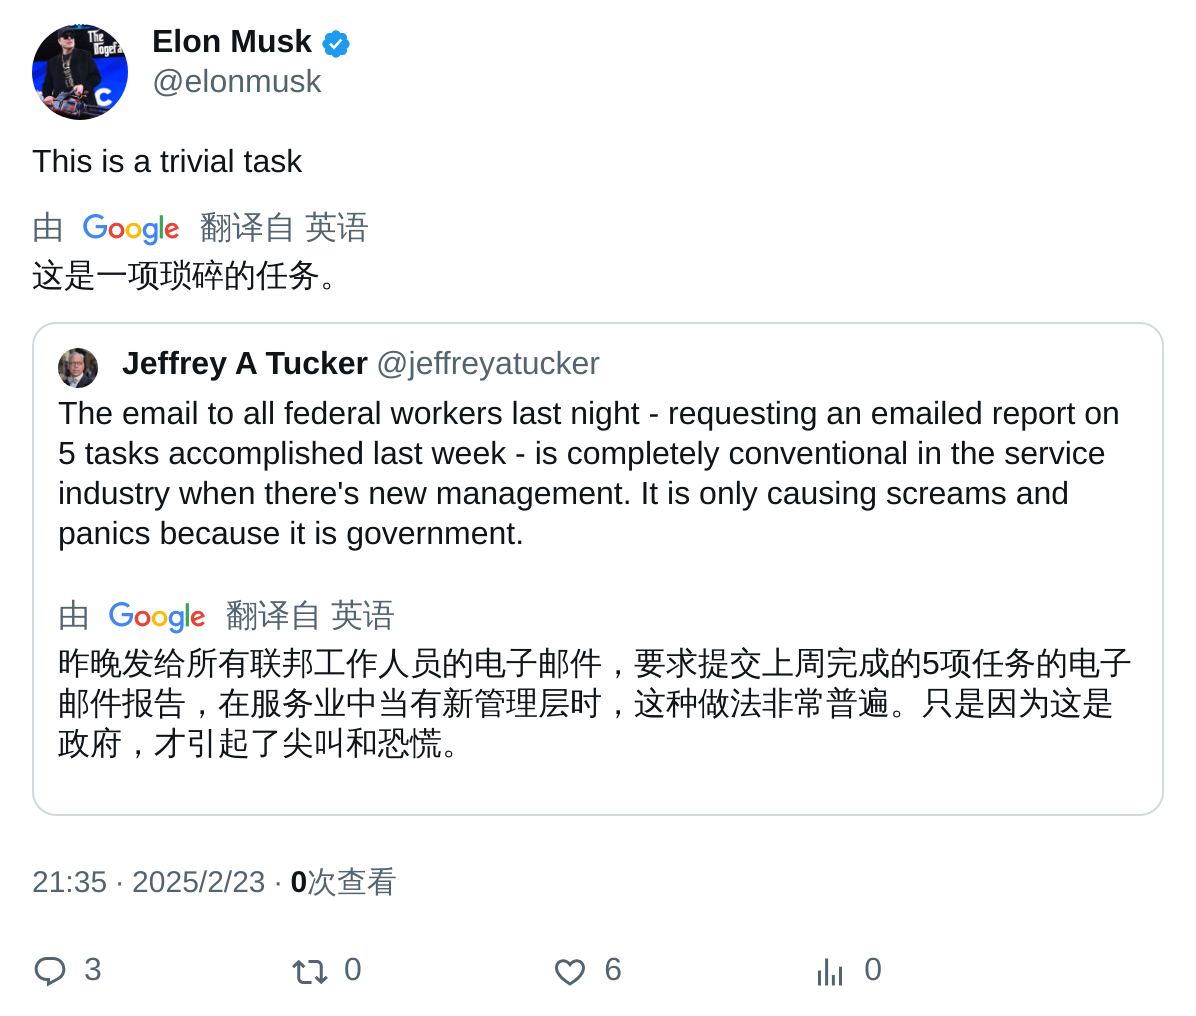 The
Dogefa
C
Elon Musk
@elonmusk
This is a trivial task
由 Google 翻译自 英语
这是一项琐碎的任务。
Jeffrey A Tucker @jeffreyatucker
The email to all federal workers last night - requesting an emailed report on
5 tasks accomplished last week - is completely conventional in the service
industry when there's new management. It is only causing screams and
panics because it is government.
由 Google 翻译自 英语
昨晚发给所有联邦工作人员的电子邮件，要求提交上周完成的5项任务的电子
邮件报告，在服务业中当有新管理层时，这种做法非常普遍。只是因为这是
政府，才引起了尖叫和恐慌。
21:35 · 2025/2/23 · 0次查看
3 0 6 0